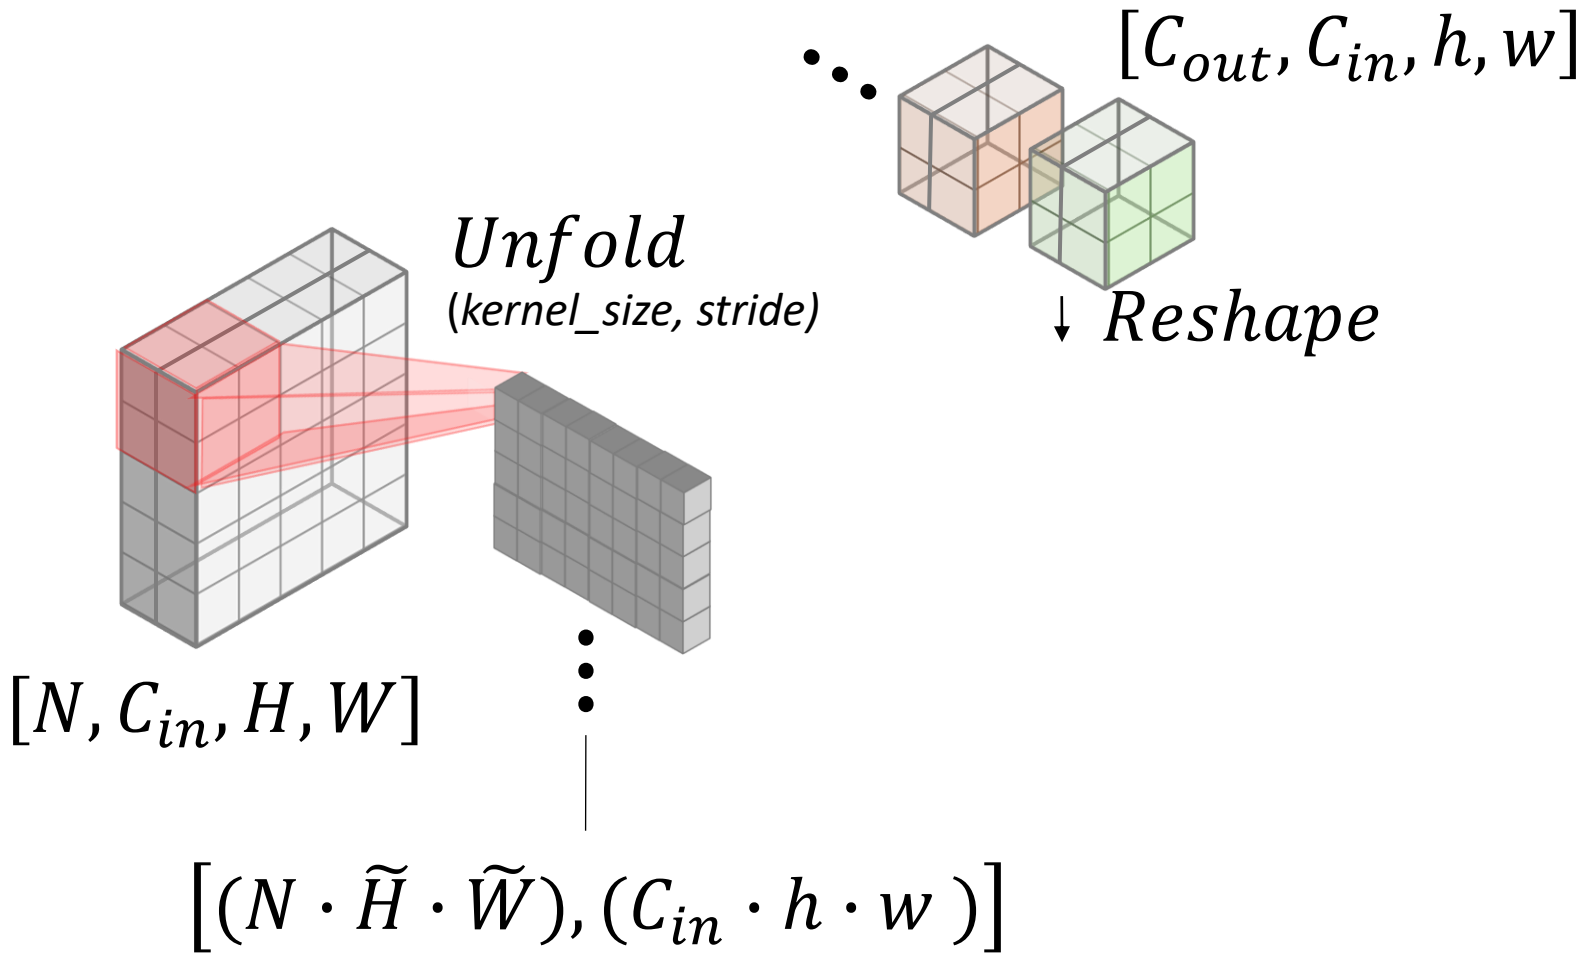 [C_out, C_in, h, w]
Unfold
(kernel_size, stride)
↓ Reshape
[N, C_in, H, W]
[(N · H̃ · W̃), (C_in · h · w )]